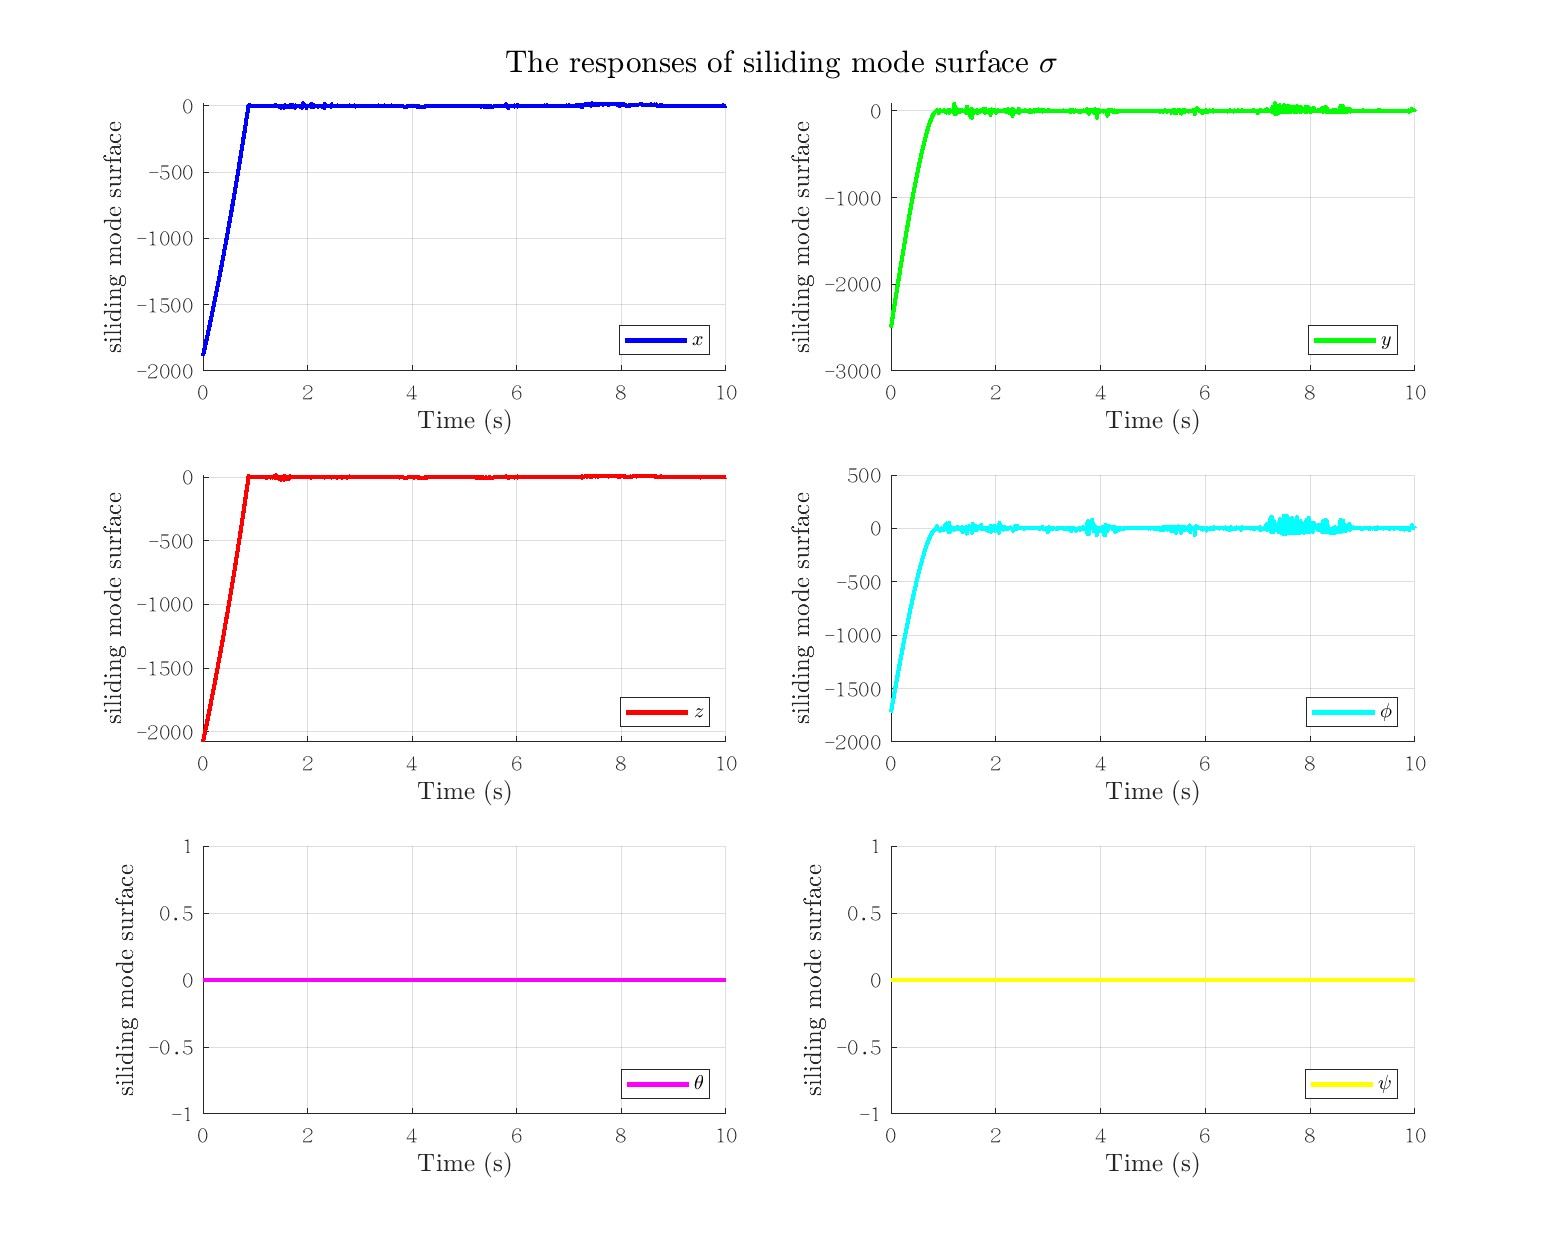 The responses of siliding mode surface σ
0
-500
-1000
-1500
-2000
siliding mode surface
x
0 2 4 6 8 10
Time (s)
0
-1000
-2000
-3000
siliding mode surface
y
0 2 4 6 8 10
Time (s)
0
-500
-1000
-1500
-2000
siliding mode surface
z
0 2 4 6 8 10
Time (s)
500
0
-500
-1000
-1500
-2000
siliding mode surface
ϕ
0 2 4 6 8 10
Time (s)
1
0.5
0
-0.5
-1
siliding mode surface
θ
0 2 4 6 8 10
Time (s)
1
0.5
0
-0.5
-1
siliding mode surface
ψ
0 2 4 6 8 10
Time (s)